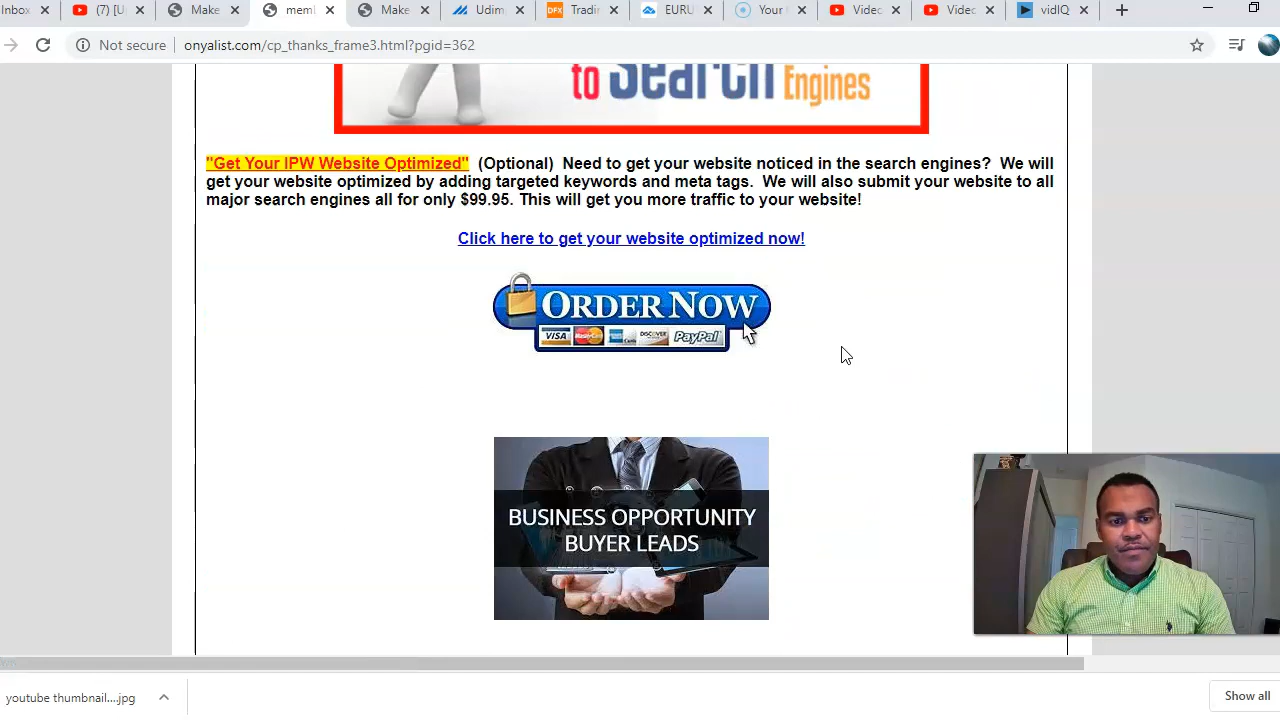 Inbox
(7) [U
Make
meml
Make
Udim
Tradin
EURU
Your
Videc
Videc
vidIQ
Not secure
onyalist.com/cp_thanks_frame3.html?pgid=362
to Search Engines
"Get Your IPW Website Optimized" (Optional) Need to get your website noticed in the search engines? We will
get your website optimized by adding targeted keywords and meta tags. We will also submit your website to all
major search engines all for only $99.95. This will get you more traffic to your website!
Click here to get your website optimized now!
ORDER NOW
VISA MasterCard DISCOVER PayPal
BUSINESS OPPORTUNITY
BUYER LEADS
youtube thumbnail....jpg
Show all